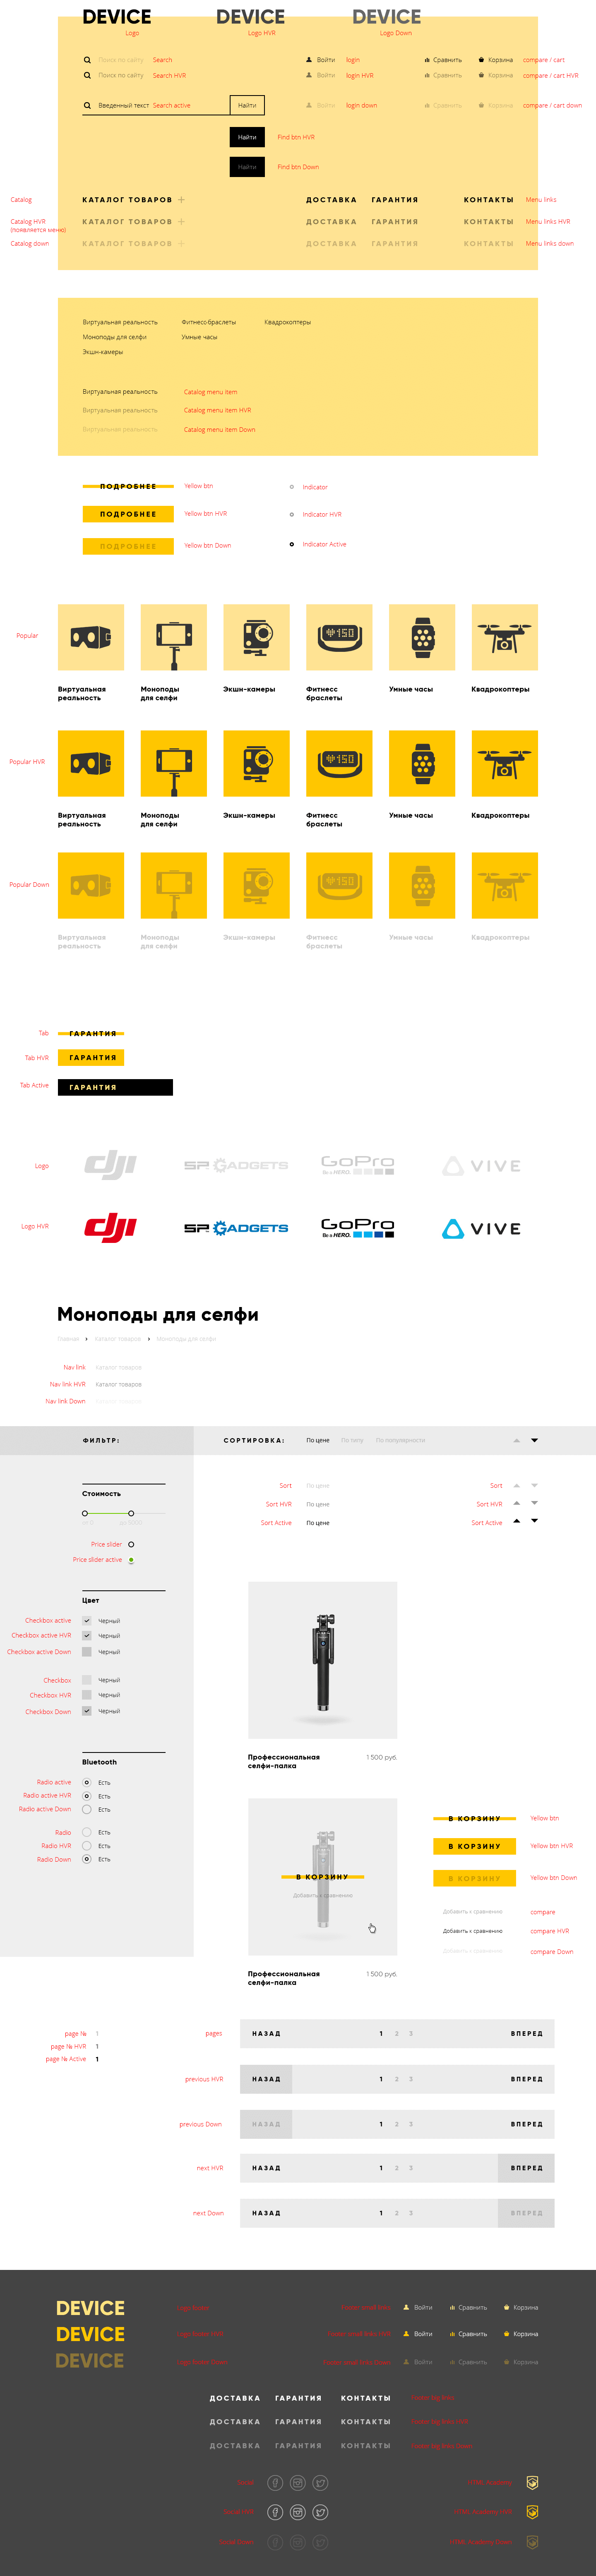 DEVICE DEVICE DEVICE
Logo Logo HVR Logo Down
Поиск по сайту Search Войти login Сравнить Корзина compare / cart
Поиск по сайту Search HVR Войти login HVR Сравнить Корзина compare / cart HVR
Введенный текст Search active Найти Войти login down Сравнить Корзина compare / cart down
Найти Find btn HVR
Найти Find btn Down
Catalog КАТАЛОГ ТОВАРОВ ДОСТАВКА ГАРАНТИЯ КОНТАКТЫ Menu links
Catalog HVR КАТАЛОГ ТОВАРОВ ДОСТАВКА ГАРАНТИЯ КОНТАКТЫ Menu links HVR
(появляется меню)
Catalog down КАТАЛОГ ТОВАРОВ ДОСТАВКА ГАРАНТИЯ КОНТАКТЫ Menu links down
Виртуальная реальность Фитнесс-браслеты Квадрокоптеры
Моноподы для селфи Умные часы
Экшн-камеры
Виртуальная реальность Catalog menu item
Виртуальная реальность Catalog menu item HVR
Виртуальная реальность Catalog menu item Down
ПОДРОБНЕЕ Yellow btn Indicator
ПОДРОБНЕЕ Yellow btn HVR Indicator HVR
ПОДРОБНЕЕ Yellow btn Down Indicator Active
Popular
150
Виртуальная реальность Моноподы для селфи Экшн-камеры Фитнесс браслеты Умные часы Квадрокоптеры
Popular HVR
150
Виртуальная реальность Моноподы для селфи Экшн-камеры Фитнесс браслеты Умные часы Квадрокоптеры
Popular Down
150
Виртуальная реальность Моноподы для селфи Экшн-камеры Фитнесс браслеты Умные часы Квадрокоптеры
Tab ГАРАНТИЯ
Tab HVR ГАРАНТИЯ
Tab Active ГАРАНТИЯ
Logo dji SP GADGETS GoPro Be a HERO. VIVE
Logo HVR dji SP GADGETS GoPro Be a HERO. VIVE
Моноподы для селфи
Главная Каталог товаров Моноподы для селфи
Nav link Каталог товаров
Nav link HVR Каталог товаров
Nav link Down Каталог товаров
ФИЛЬТР: СОРТИРОВКА: По цене По типу По популярности
Sort По цене Sort
Sort HVR По цене Sort HVR
Sort Active По цене Sort Active
Стоимость
Price slider
Price slider active
Цвет
Checkbox active Черный
Checkbox active HVR Черный
Checkbox active Down Черный
Checkbox Черный
Checkbox HVR Черный
Checkbox Down Черный
Bluetooth
Radio active Есть
Radio active HVR Есть
Radio active Down Есть
Radio Есть
Radio HVR Есть
Radio Down Есть
Профессиональная селфи-палка 1 500 руб.
В КОРЗИНУ
Добавить к сравнению
Профессиональная селфи-палка 1 500 руб.
В КОРЗИНУ Yellow btn
В КОРЗИНУ Yellow btn HVR
В КОРЗИНУ Yellow btn Down
Добавить к сравнению compare
Добавить к сравнению compare HVR
Добавить к сравнению compare Down
page № 1
page № HVR 1
page № Active 1
pages НАЗАД 1 2 3 ВПЕРЕД
previous HVR НАЗАД 1 2 3 ВПЕРЕД
previous Down НАЗАД 1 2 3 ВПЕРЕД
next HVR НАЗАД 1 2 3 ВПЕРЕД
next Down НАЗАД 1 2 3 ВПЕРЕД
DEVICE Войти Сравнить Корзина
DEVICE Войти Сравнить Корзина
DEVICE Войти Сравнить Корзина
ДОСТАВКА ГАРАНТИЯ КОНТАКТЫ
ДОСТАВКА ГАРАНТИЯ КОНТАКТЫ
ДОСТАВКА ГАРАНТИЯ КОНТАКТЫ